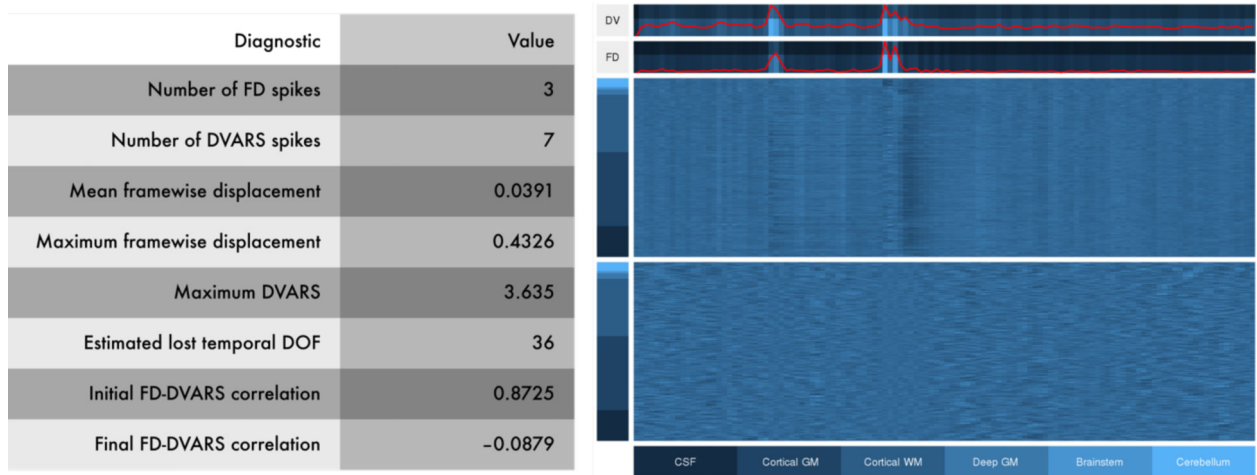 Diagnostic Value
Number of FD spikes 3
Number of DVARS spikes 7
Mean framewise displacement 0.0391
Maximum framewise displacement 0.4326
Maximum DVARS 3.635
Estimated lost temporal DOF 36
Initial FD-DVARS correlation 0.8725
Final FD-DVARS correlation –0.0879
DV
FD
CSF Cortical GM Cortical WM Deep GM Brainstem Cerebellum